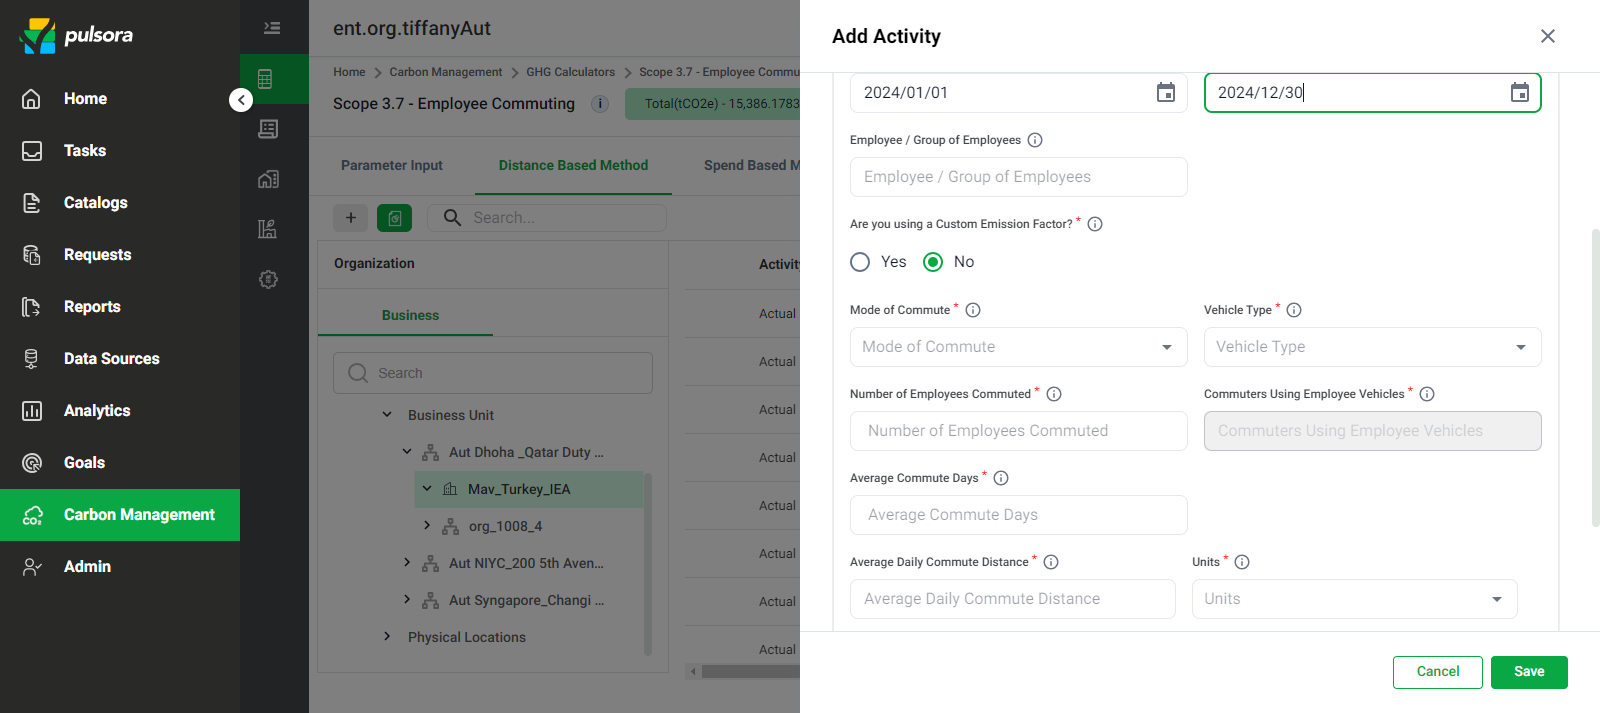 pulsora
Home
Tasks
Catalogs
Requests
Reports
Data Sources
Analytics
Goals
CO₂
Carbon Management
Admin
ent.org.tiffanyAut
Home > Carbon Management > GHG Calculators > Scope 3.7 - Employee Commu
Scope 3.7 - Employee Commuting
Total(tCO2e) - 15,386.1783
Parameter Input
Distance Based Method
Spend Based M
+
Search...
Organization
Business
Search
Business Unit
Aut Dhoha _Qatar Duty ...
Mav_Turkey_IEA
org_1008_4
Aut NIYC_200 5th Aven...
Aut Syngapore_Changi ...
Physical Locations
Activity
Actual
Actual
Actual
Actual
Actual
Actual
Actual
Actual
Add Activity
2024/01/01
2024/12/30
Employee / Group of Employees
Employee / Group of Employees
Are you using a Custom Emission Factor? *
Yes
No
Mode of Commute *
Vehicle Type *
Mode of Commute
Vehicle Type
Number of Employees Commuted *
Commuters Using Employee Vehicles *
Number of Employees Commuted
Commuters Using Employee Vehicles
Average Commute Days *
Average Commute Days
Average Daily Commute Distance *
Units *
Average Daily Commute Distance
Units
Cancel
Save